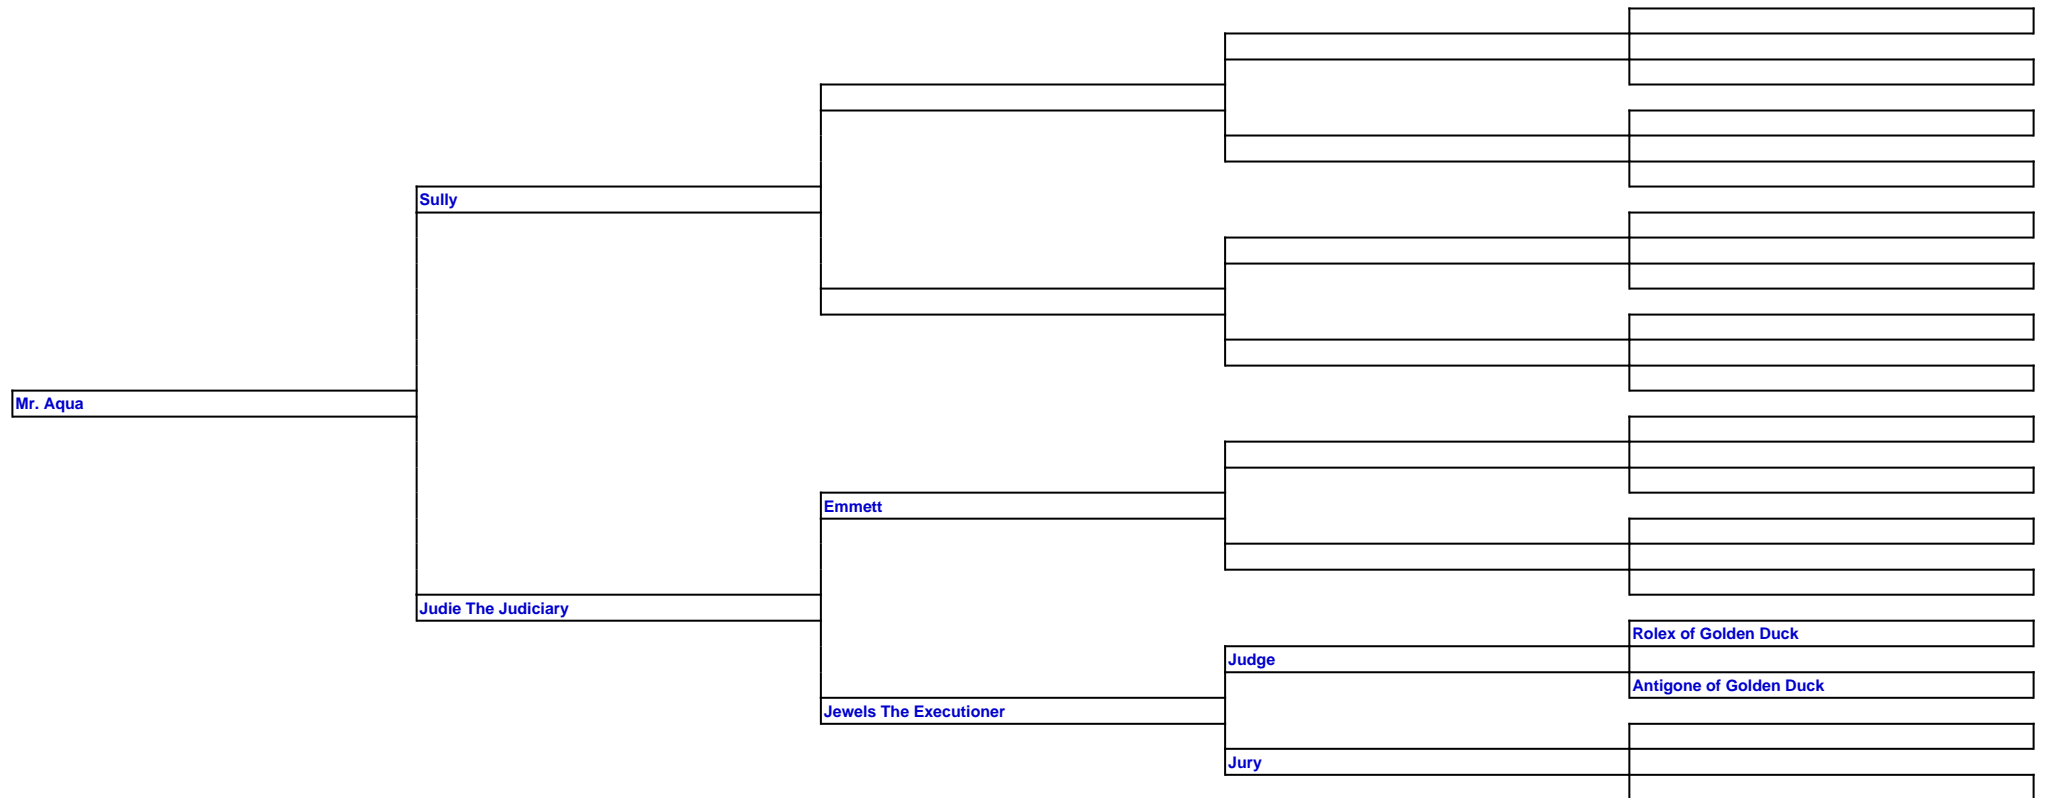 Sully
Mr. Aqua
Emmett
Judie The Judiciary
Rolex of Golden Duck
Judge
Antigone of Golden Duck
Jewels The Executioner
Jury